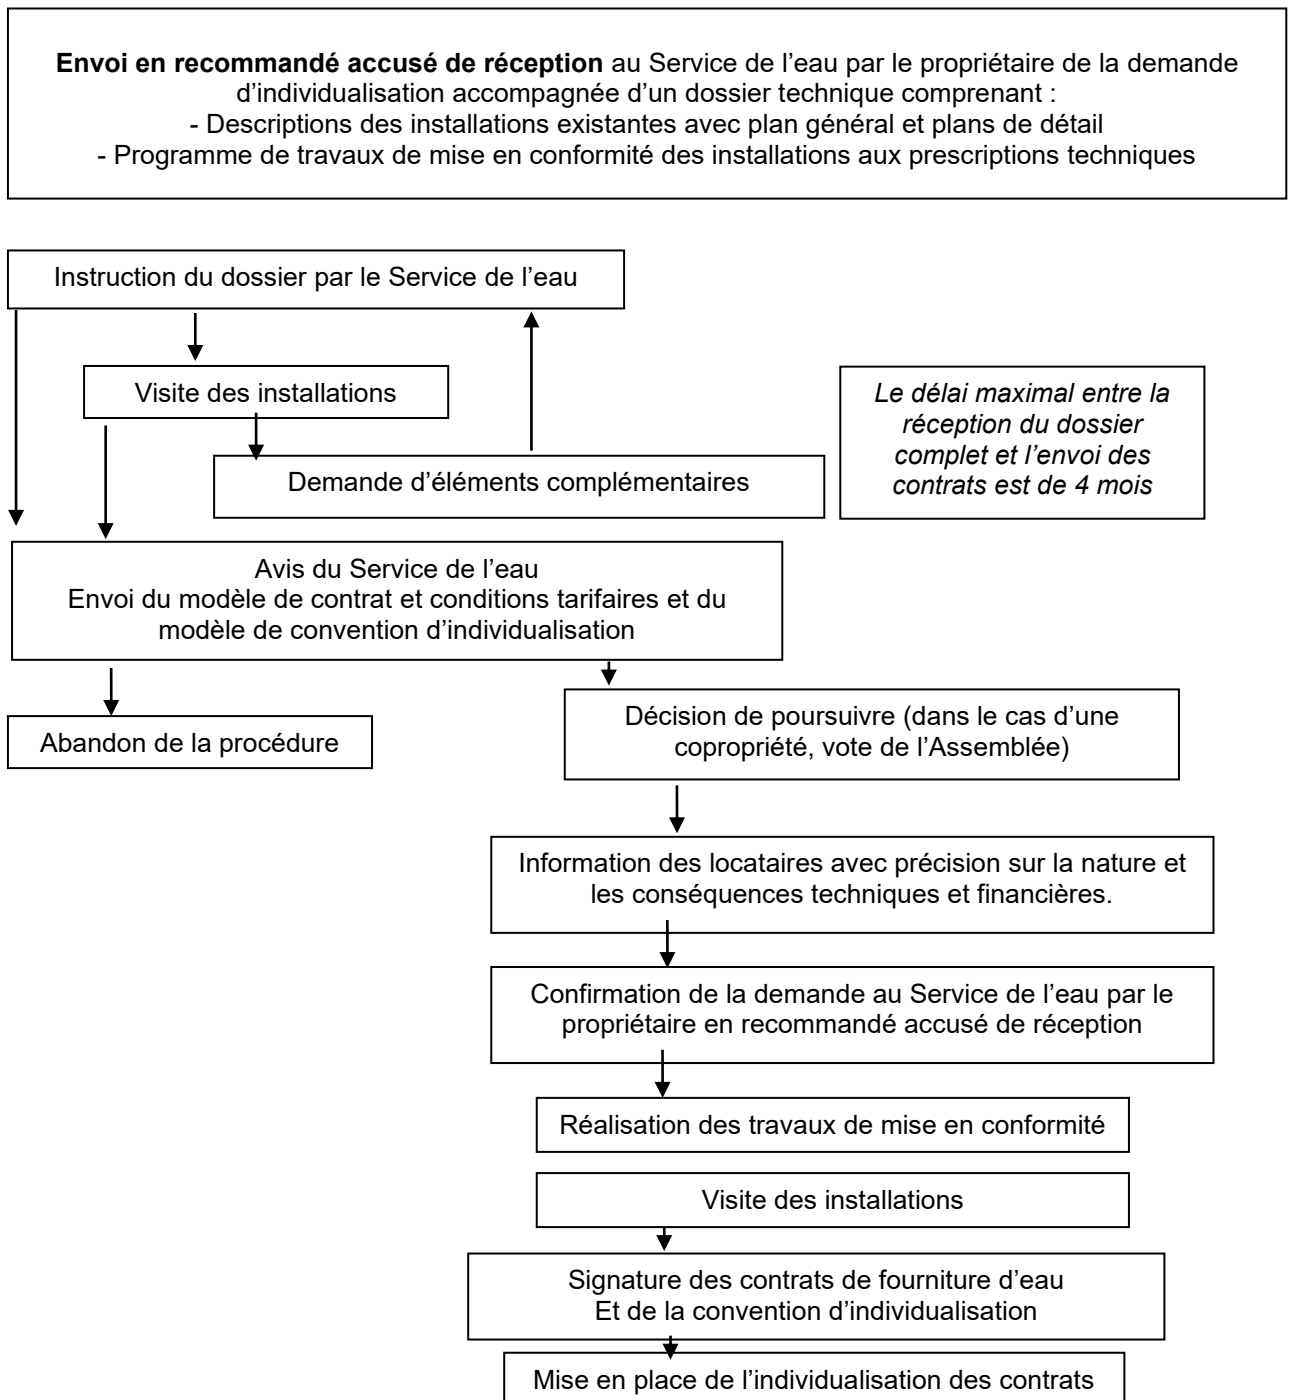 Envoi en recommandé accusé de réception au Service de l’eau par le propriétaire de la demande
d’individualisation accompagnée d’un dossier technique comprenant :
- Descriptions des installations existantes avec plan général et plans de détail
- Programme de travaux de mise en conformité des installations aux prescriptions techniques
Instruction du dossier par le Service de l’eau
Visite des installations
Le délai maximal entre la
réception du dossier
complet et l’envoi des
contrats est de 4 mois
Demande d’éléments complémentaires
Avis du Service de l’eau
Envoi du modèle de contrat et conditions tarifaires et du
modèle de convention d’individualisation
Abandon de la procédure
Décision de poursuivre (dans le cas d’une
copropriété, vote de l’Assemblée)
Information des locataires avec précision sur la nature et
les conséquences techniques et financières.
Confirmation de la demande au Service de l’eau par le
propriétaire en recommandé accusé de réception
Réalisation des travaux de mise en conformité
Visite des installations
Signature des contrats de fourniture d’eau
Et de la convention d’individualisation
Mise en place de l’individualisation des contrats